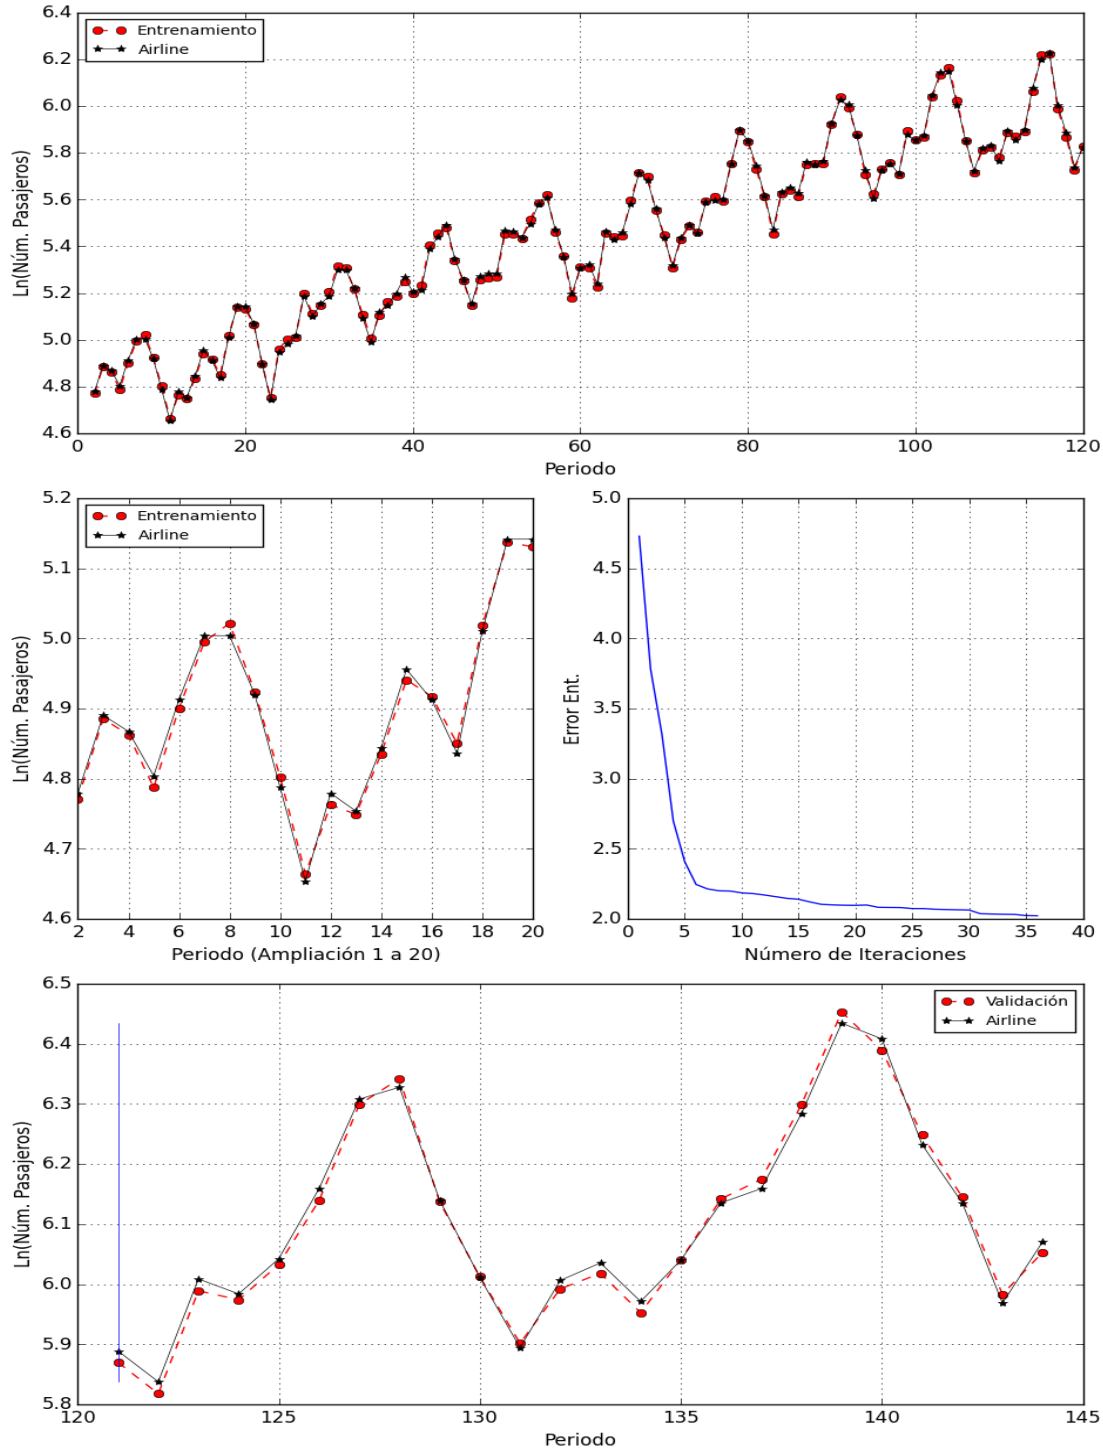 6.4
6.2
6.0
5.8
5.6
5.4
5.2
5.0
4.8
4.6
Ln(Núm. Pasajeros)
Entrenamiento
Airline
0 20 40 60 80 100 120
Periodo
5.2
5.1
5.0
4.9
4.8
4.7
4.6
Ln(Núm. Pasajeros)
Entrenamiento
Airline
2 4 6 8 10 12 14 16 18 20
Periodo (Ampliación 1 a 20)
5.0
4.5
4.0
3.5
3.0
2.5
2.0
Error Ent.
0 5 10 15 20 25 30 35 40
Número de Iteraciones
6.5
6.4
6.3
6.2
6.1
6.0
5.9
5.8
Ln(Núm. Pasajeros)
Validación
Airline
120 125 130 135 140 145
Periodo